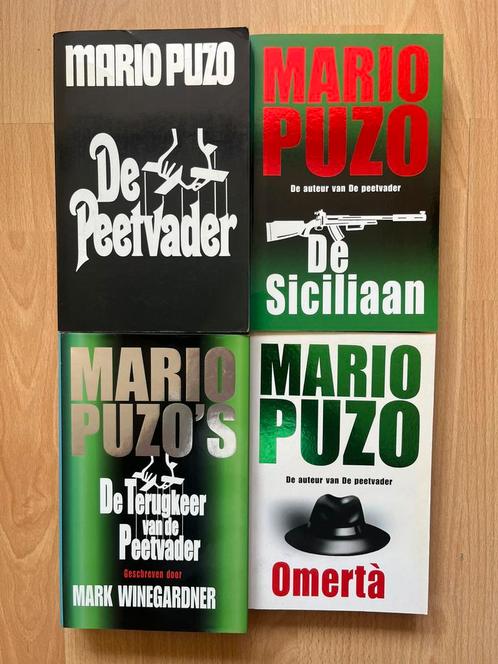 MARIO PUZO
De
Peetvader
MARIO
PUZO
De auteur van De peetvader
De
Siciliaan
MARIO
PUZO'S
De Terugkeer
van de
Peetvader
Geschreven door
MARK WINEGARDNER
MARIO
PUZO
De auteur van De peetvader
Omertà